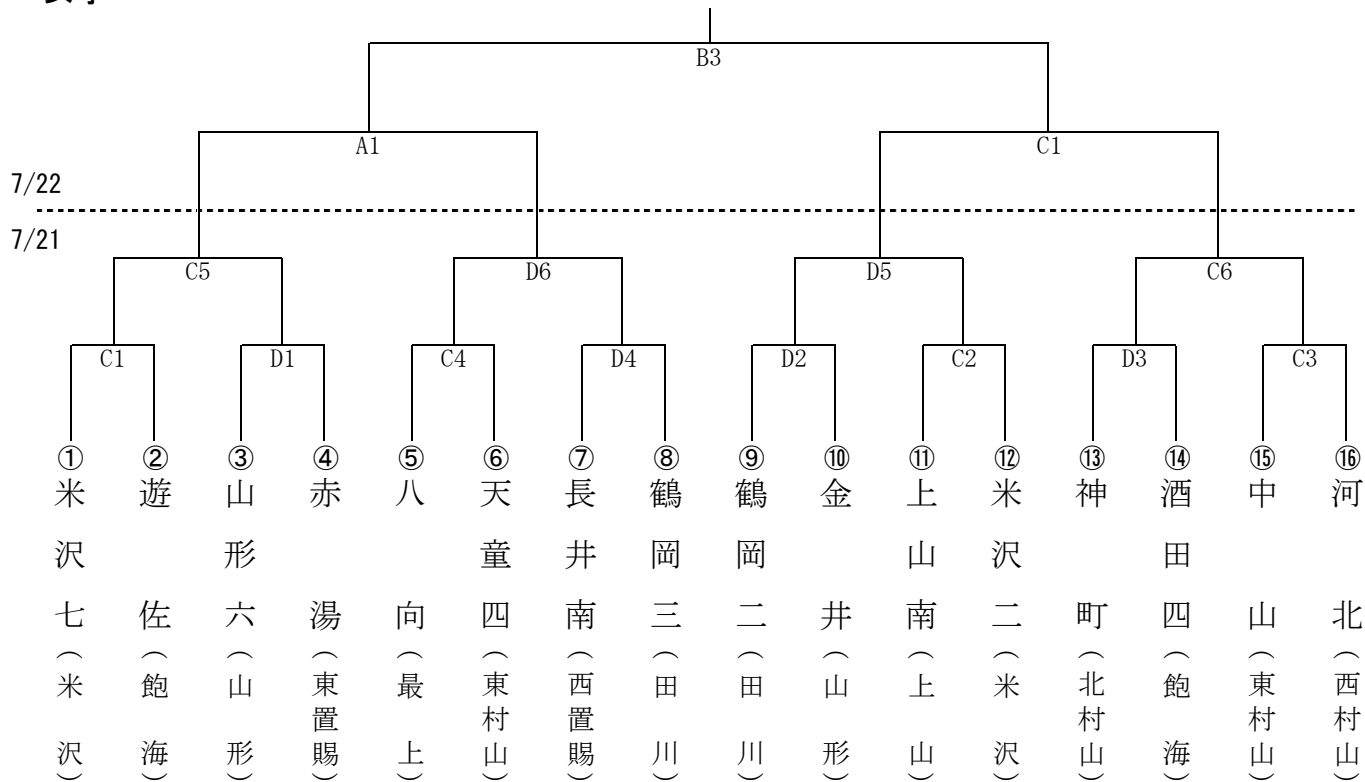 B3
A1
C1
7/22
7/21
C5
D6
D5
C6
C1
D1
C4
D4
D2
C2
D3
C3
①米沢七(米沢)
②遊佐(飽海)
③山形六(山形)
④赤湯(東置賜)
⑤八向(最上)
⑥天童四(東村山)
⑦長井南(西置賜)
⑧鶴岡三(田川)
⑨鶴岡二(田川)
⑩金井(山形)
⑪上山南(上山)
⑫米沢二(米沢)
⑬神町(北村山)
⑭酒田四(飽海)
⑮中山(東村山)
⑯河北(西村山)